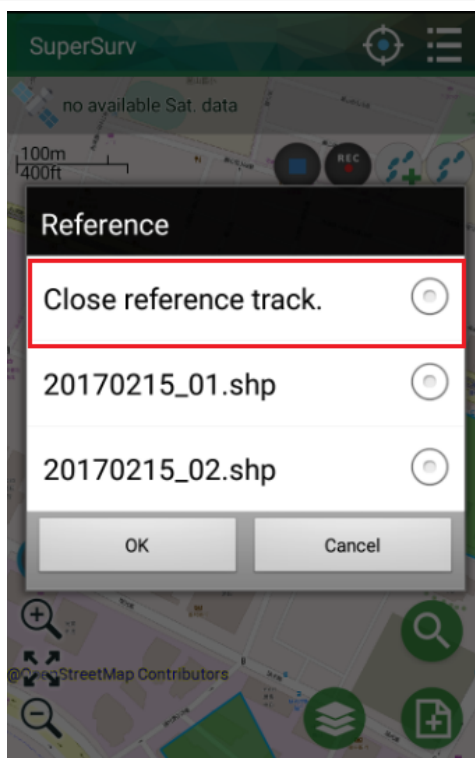 SuperSurv
no available Sat. data
100m
400ft
REC
Reference
Close reference track.
20170215_01.shp
20170215_02.shp
OK
Cancel
StreetMap Contributors